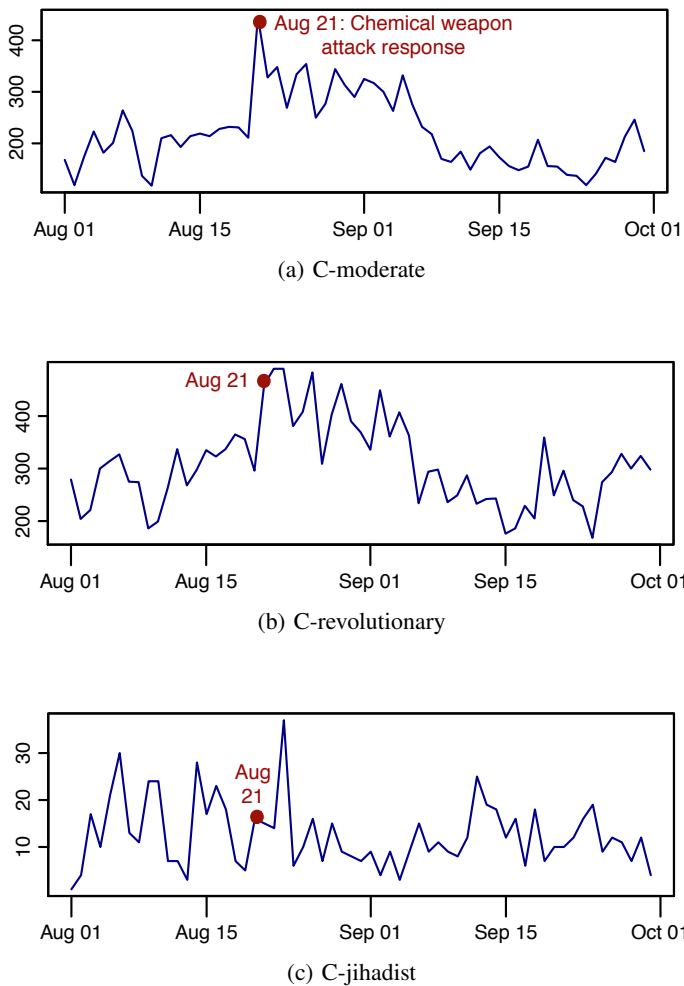 400
300
200
Aug 21: Chemical weapon
attack response
Aug 01
Aug 15
Sep 01
Sep 15
Oct 01
(a) C-moderate
400
300
200
Aug 21
Aug 01
Aug 15
Sep 01
Sep 15
Oct 01
(b) C-revolutionary
30
20
10
Aug
21
Aug 01
Aug 15
Sep 01
Sep 15
Oct 01
(c) C-jihadist